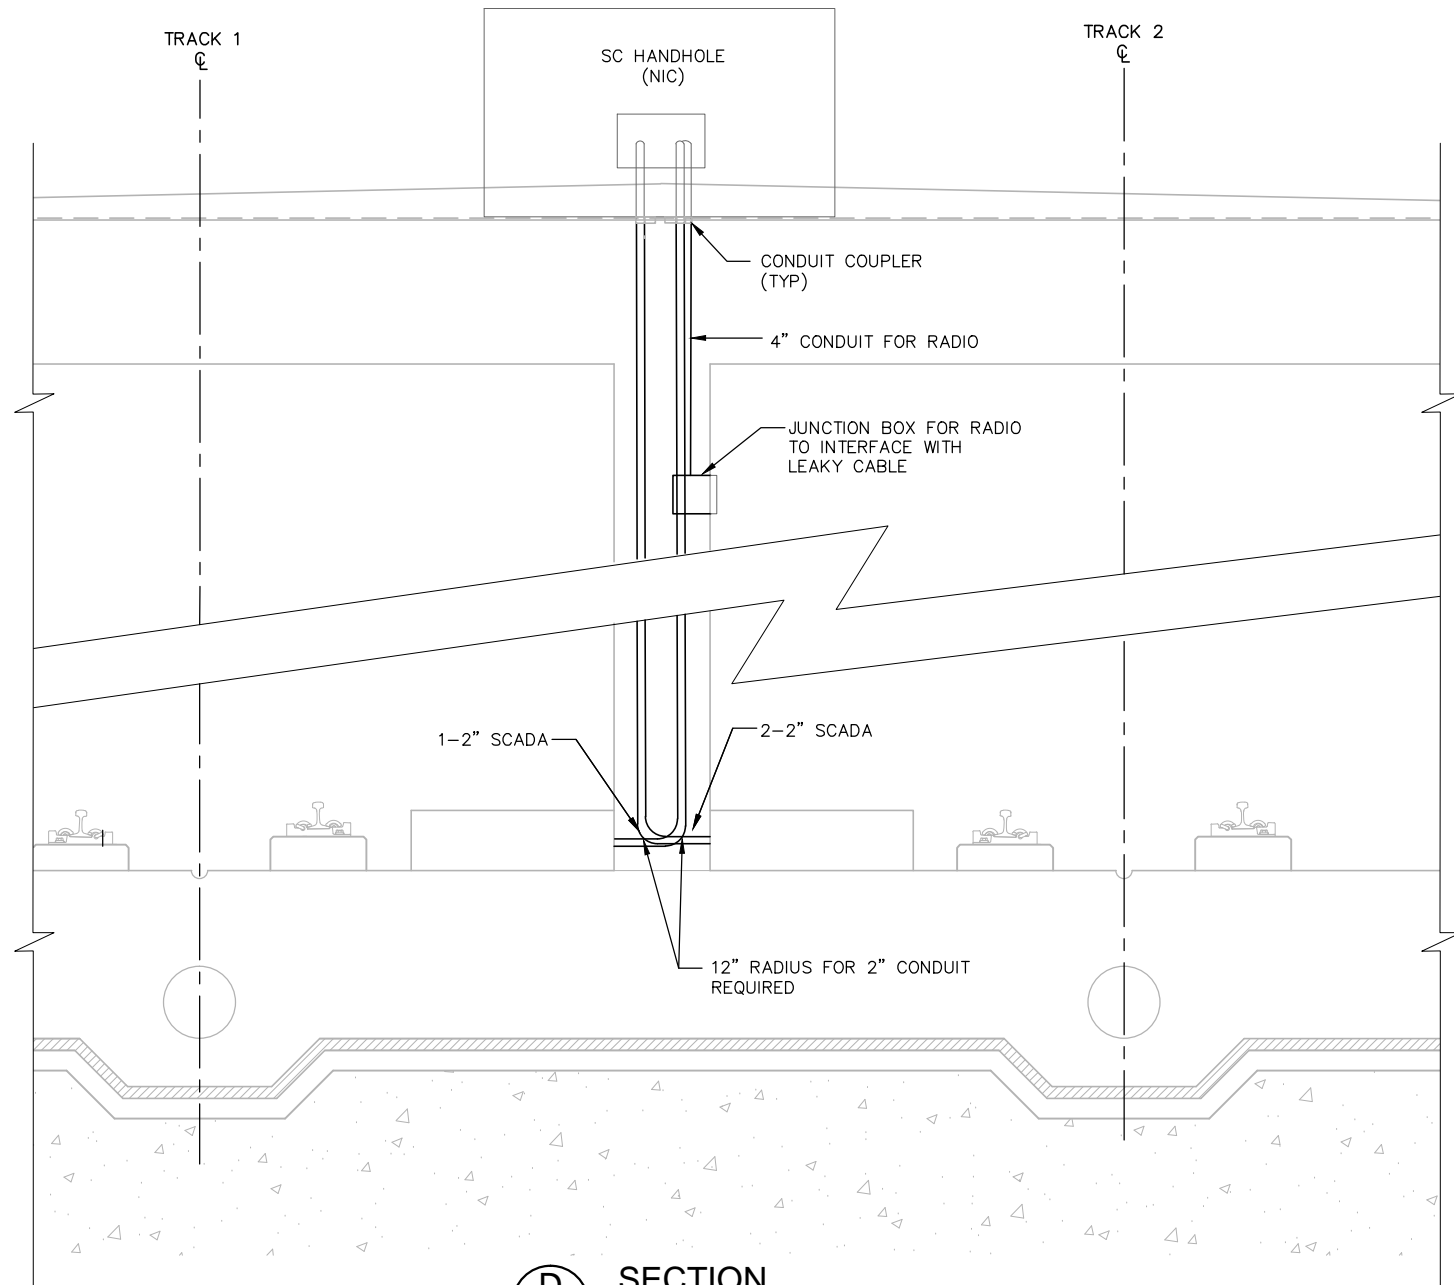 TRACK 1
℄
SC HANDHOLE
(NIC)
TRACK 2
℄
CONDUIT COUPLER
(TYP)
4” CONDUIT FOR RADIO
JUNCTION BOX FOR RADIO
TO INTERFACE WITH
LEAKY CABLE
1-2” SCADA
2-2” SCADA
12” RADIUS FOR 2” CONDUIT
REQUIRED
D
SECTION